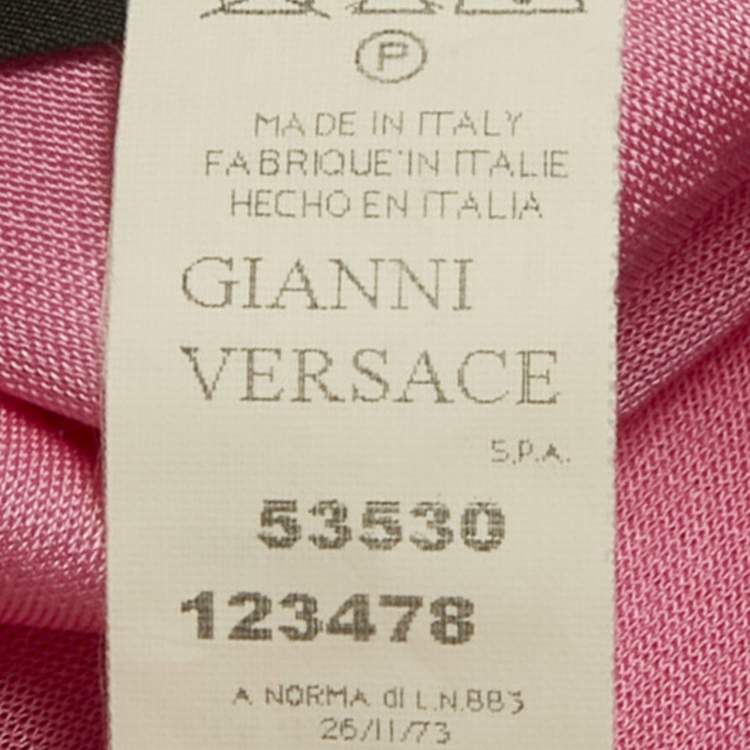 P
MADE IN ITALY
FABRIQUE'IN ITALIE
HECHO EN ITALIA
GIANNI
VERSACE
S.P.A.
53530
123478
A NORMA di L.N.883
26/11/73